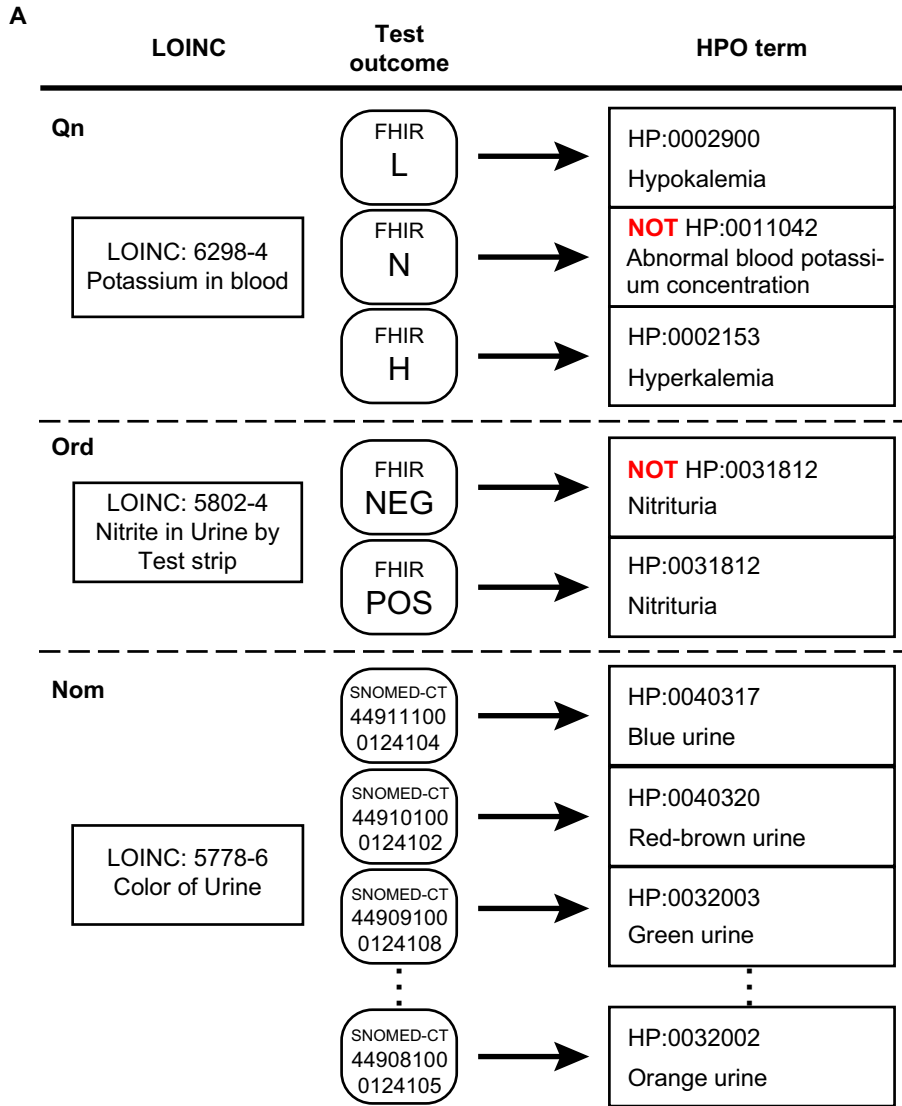 A
LOINC
Test
outcome
HPO term
Qn
LOINC: 6298-4
Potassium in blood
FHIR
L
HP:0002900
Hypokalemia
FHIR
N
NOT HP:0011042
Abnormal blood potassi-
um concentration
FHIR
H
HP:0002153
Hyperkalemia
Ord
LOINC: 5802-4
Nitrite in Urine by
Test strip
FHIR
NEG
NOT HP:0031812
Nitrituria
FHIR
POS
HP:0031812
Nitrituria
Nom
LOINC: 5778-6
Color of Urine
SNOMED-CT
44911100
0124104
HP:0040317
Blue urine
SNOMED-CT
44910100
0124102
HP:0040320
Red-brown urine
SNOMED-CT
44909100
0124108
HP:0032003
Green urine
SNOMED-CT
44908100
0124105
HP:0032002
Orange urine